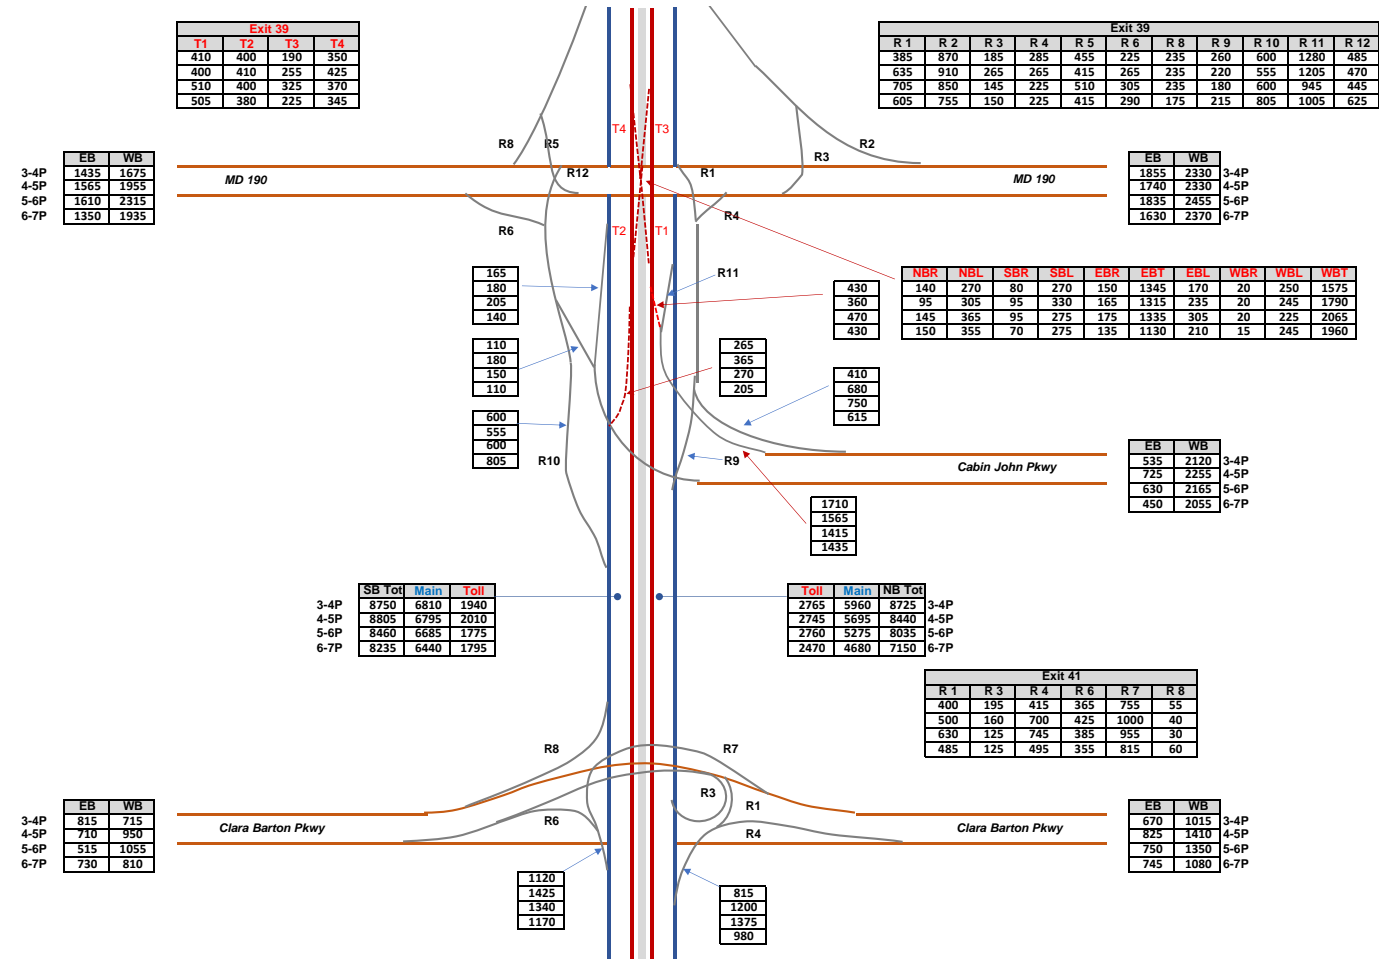 Exit 39
T1 T2 T3 T4
410 400 190 350
400 410 255 425
510 400 325 370
505 380 225 345
Exit 39
R 1 R 2 R 3 R 4 R 5 R 6 R 8 R 9 R 10 R 11 R 12
385 870 185 285 455 225 235 260 600 1280 485
635 910 265 265 415 265 235 220 555 1205 470
705 850 145 225 510 305 235 180 600 945 445
605 755 150 225 415 290 175 215 805 1005 625
T4 T3
R8 R5 R2
R3
R12 R1
EB WB
3-4P 1435 1675
4-5P 1565 1955
5-6P 1610 2315
6-7P 1350 1935
MD 190
MD 190
EB WB
1855 2330 3-4P
1740 2330 4-5P
1835 2455 5-6P
1630 2370 6-7P
R4
R6
T2 T1
R11
165
180
205
140
430
360
470
430
NBR NBL SBR SBL EBR EBT EBL WBR WBL WBT
140 270 80 270 150 1345 170 20 250 1575
95 305 95 330 165 1315 235 20 245 1790
145 365 95 275 175 1335 305 20 225 2065
150 355 70 275 135 1130 210 15 245 1960
110
180
150
110
265
365
270
205
410
680
750
615
600
555
600
805
R10
R9
Cabin John Pkwy
EB WB
535 2120 3-4P
725 2255 4-5P
630 2165 5-6P
450 2055 6-7P
1710
1565
1415
1435
SB Tot Main Toll
3-4P 8750 6810 1940
4-5P 8805 6795 2010
5-6P 8460 6685 1775
6-7P 8235 6440 1795
Toll Main NB Tot
2765 5960 8725 3-4P
2745 5695 8440 4-5P
2760 5275 8035 5-6P
2470 4680 7150 6-7P
Exit 41
R 1 R 3 R 4 R 6 R 7 R 8
400 195 415 365 755 55
500 160 700 425 1000 40
630 125 745 385 955 30
485 125 495 355 815 60
R8 R7
R3 R1
R6 R4
EB WB
3-4P 815 715
4-5P 710 950
5-6P 515 1055
6-7P 730 810
Clara Barton Pkwy
Clara Barton Pkwy
EB WB
670 1015 3-4P
825 1410 4-5P
750 1350 5-6P
745 1080 6-7P
1120
1425
1340
1170
815
1200
1375
980